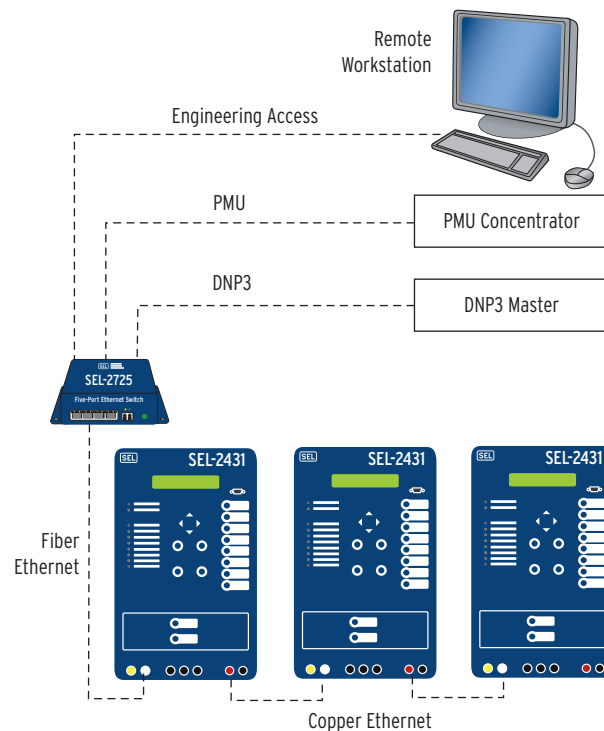 Remote
Workstation
Engineering Access
PMU
PMU Concentrator
DNP3
DNP3 Master
SEL
SEL-2725
Five-Port Ethernet Switch
SEL
SEL-2431
SEL
SEL-2431
SEL
SEL-2431
Fiber
Ethernet
Copper Ethernet